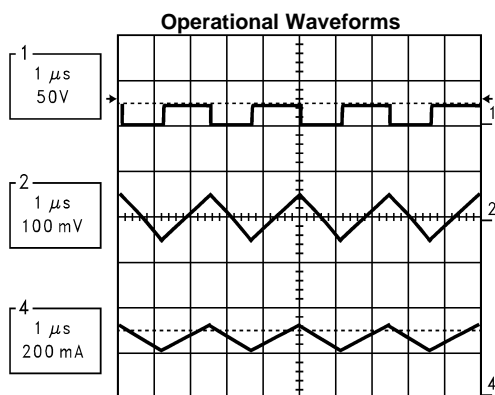 Operational Waveforms
1
1 μs
50V
1
2
1 μs
100 mV
2
4
1 μs
200 mA
4